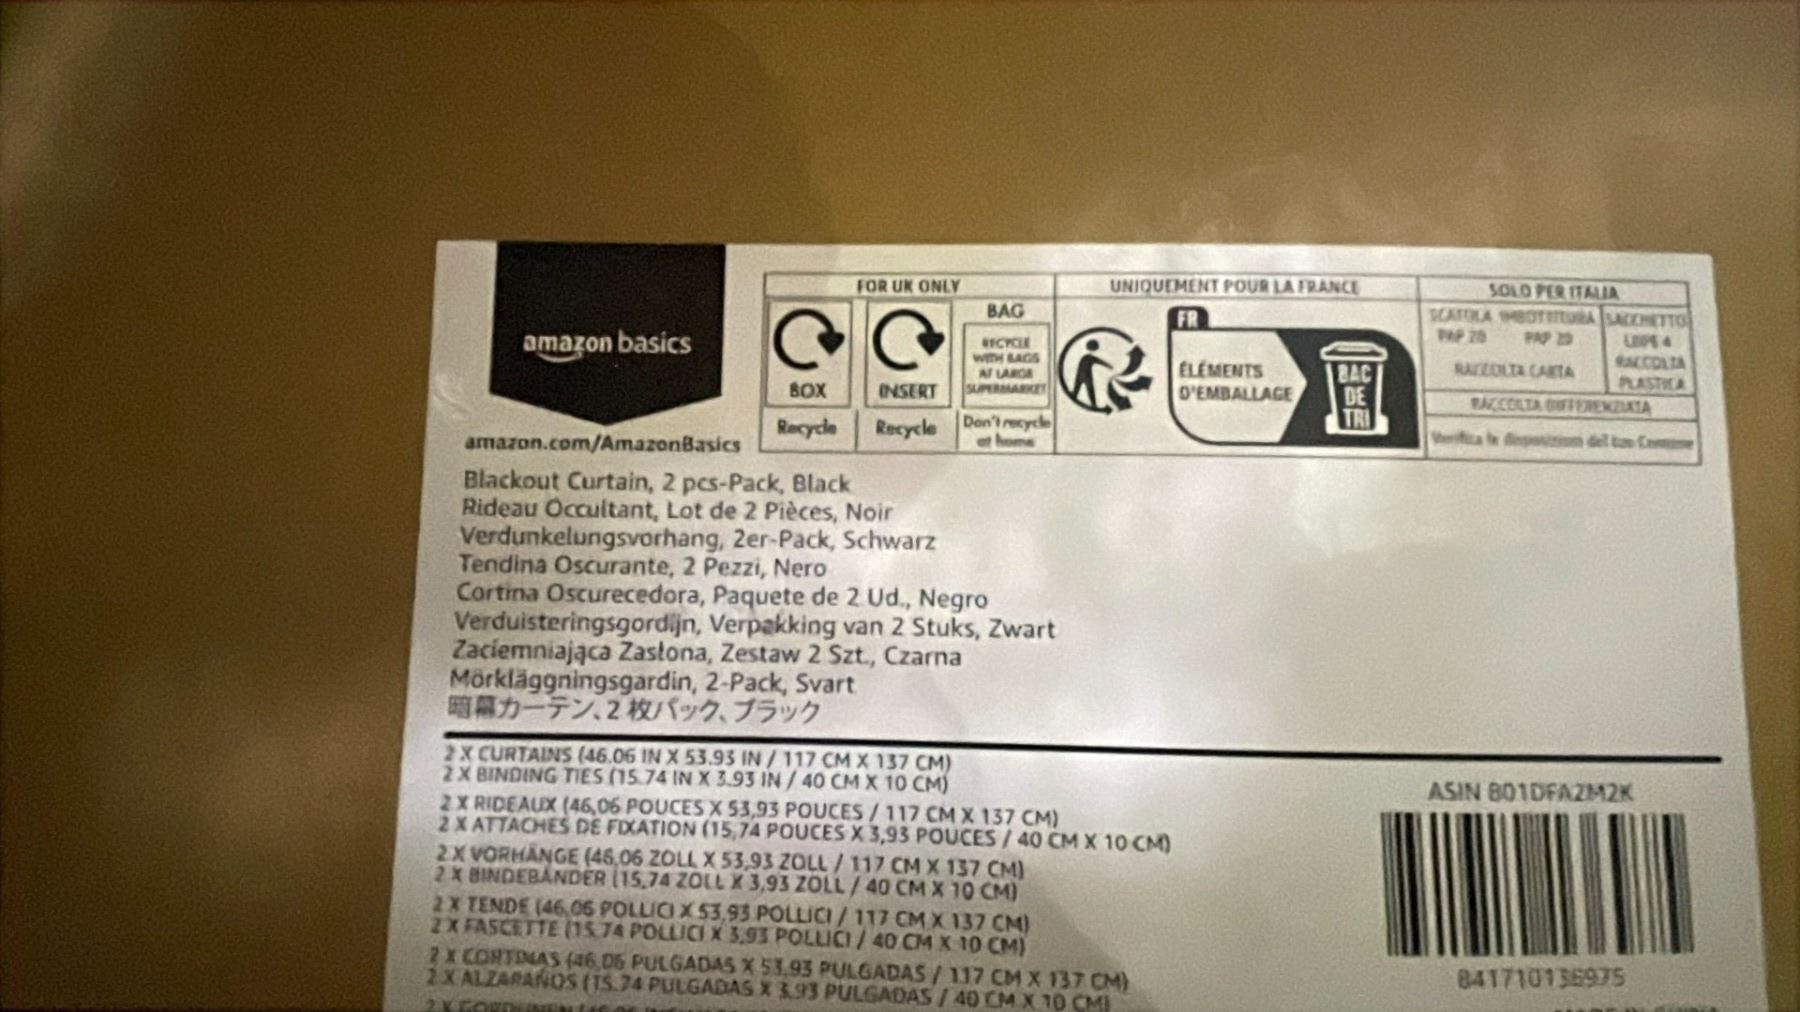 amazon basics
amazon.com/AmazonBasics
FOR UK ONLY
BOX
Recycle
INSERT
Recycle
BAG
RECYCLE
WITH BAGS
AT LARGE
SUPERMARKET
Don't recycle
at home
UNIQUEMENT POUR LA FRANCE
FR
ÉLÉMENTS
D'EMBALLAGE
BAC
DE
TRI
SOLO PER ITALIA
SCATOLA IMBOTTITURA SACCHETTO
PAP 20 PAP 20 LDPE 4
RACCOLTA CARTA
RACCOLTA
PLASTICA
RACCOLTA DIFFERENZIATA
Verifica le disposizioni del tuo Comune
Blackout Curtain, 2 pcs-Pack, Black
Rideau Occultant, Lot de 2 Pièces, Noir
Verdunkelungsvorhang, 2er-Pack, Schwarz
Tendina Oscurante, 2 Pezzi, Nero
Cortina Oscurecedora, Paquete de 2 Ud., Negro
Verduisteringsgordijn, Verpakking van 2 Stuks, Zwart
Zaciemniająca Zasłona, Zestaw 2 Szt., Czarna
Mörkläggningsgardin, 2-Pack, Svart
暗幕カーテン、2 枚パック、ブラック
2 X CURTAINS (46.06 IN X 53.93 IN / 117 CM X 137 CM)
2 X BINDING TIES (15.74 IN X 3.93 IN / 40 CM X 10 CM)
2 X RIDEAUX (46,06 POUCES X 53,93 POUCES / 117 CM X 137 CM)
2 X ATTACHES DE FIXATION (15,74 POUCES X 3,93 POUCES / 40 CM X 10 CM)
2 X VORHÄNGE (46,06 ZOLL X 53,93 ZOLL / 117 CM X 137 CM)
2 X BINDEBÄNDER (15,74 ZOLL X 3,93 ZOLL / 40 CM X 10 CM)
2 X TENDE (46,06 POLLICI X 53,93 POLLICI / 117 CM X 137 CM)
2 X FASCETTE (15,74 POLLICI X 3,93 POLLICI / 40 CM X 10 CM)
2 X CORTINAS (46,06 PULGADAS X 53,93 PULGADAS / 117 CM X 137 CM)
2 X ALZAPAÑOS (15,74 PULGADAS X 3,93 PULGADAS / 40 CM X 10 CM)
ASIN B01DFA2M2K
841710136975